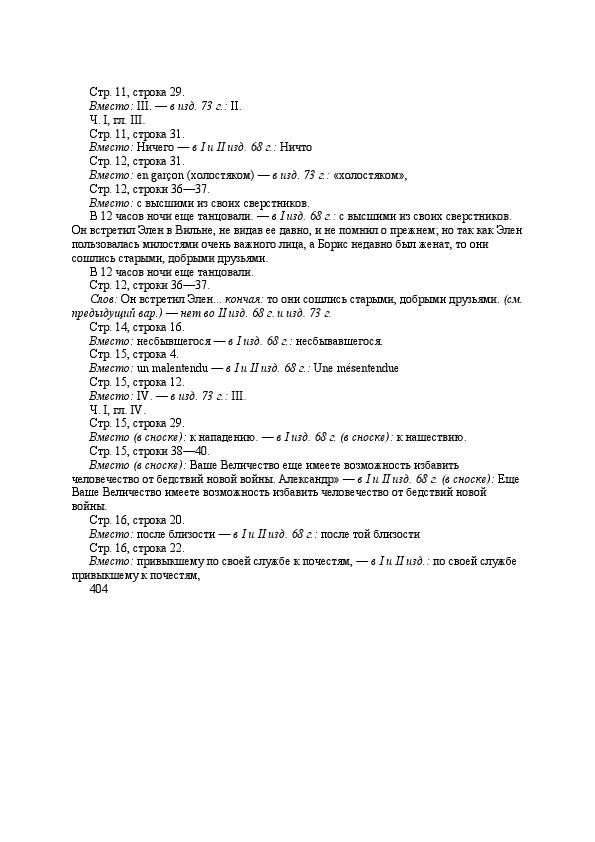 Стр. 11, строка 29.
Вместо: III. — в изд. 73 г.: II.
Ч. I, гл. III.
Стр. 11, строка 31.
Вместо: Ничего — в I и II изд. 68 г.: Ничто
Стр. 12, строка 31.
Вместо: en garçon (холостяком) — в изд. 73 г.: «холостяком»,
Стр. 12, строки 36—37.
Вместо: с высшими из своих сверстников.
В 12 часов ночи еще танцовали. — в I изд. 68 г.: с высшими из своих сверстников.
Он встретил Элен в Вильне, не видав ее давно, и не помнил о прежнем; но так как Элен
пользовалась милостями очень важного лица, а Борис недавно был женат, то они
сошлись старыми, добрыми друзьями.
В 12 часов ночи еще танцовали.
Стр. 12, строки 36—37.
Слов: Он встретил Элен... кончая: то они сошлись старыми, добрыми друзьями. (см.
предыдущий вар.) — нет во II изд. 68 г. и изд. 73 г.
Стр. 14, строка 16.
Вместо: несбывшегося — в I изд. 68 г.: несбывавшегося.
Стр. 15, строка 4.
Вместо: un malentendu — в I и II изд. 68 г.: Une mésentendue
Стр. 15, строка 12.
Вместо: IV. — в изд. 73 г.: III.
Ч. I, гл. IV.
Стр. 15, строка 29.
Вместо (в сноске): к нападению. — в I изд. 68 г. (в сноске): к нашествию.
Стр. 15, строки 38—40.
Вместо (в сноске): Ваше Величество еще имеете возможность избавить
человечество от бедствий новой войны. Александр» — в I и II изд. 68 г. (в сноске): Еще
Ваше Величество имеете возможность избавить человечество от бедствий новой
войны.
Стр. 16, строка 20.
Вместо: после близости — в I и II изд. 68 г.: после той близости
Стр. 16, строка 22.
Вместо: привыкшему по своей службе к почестям, — в I и II изд.: по своей службе
привыкшему к почестям,
404